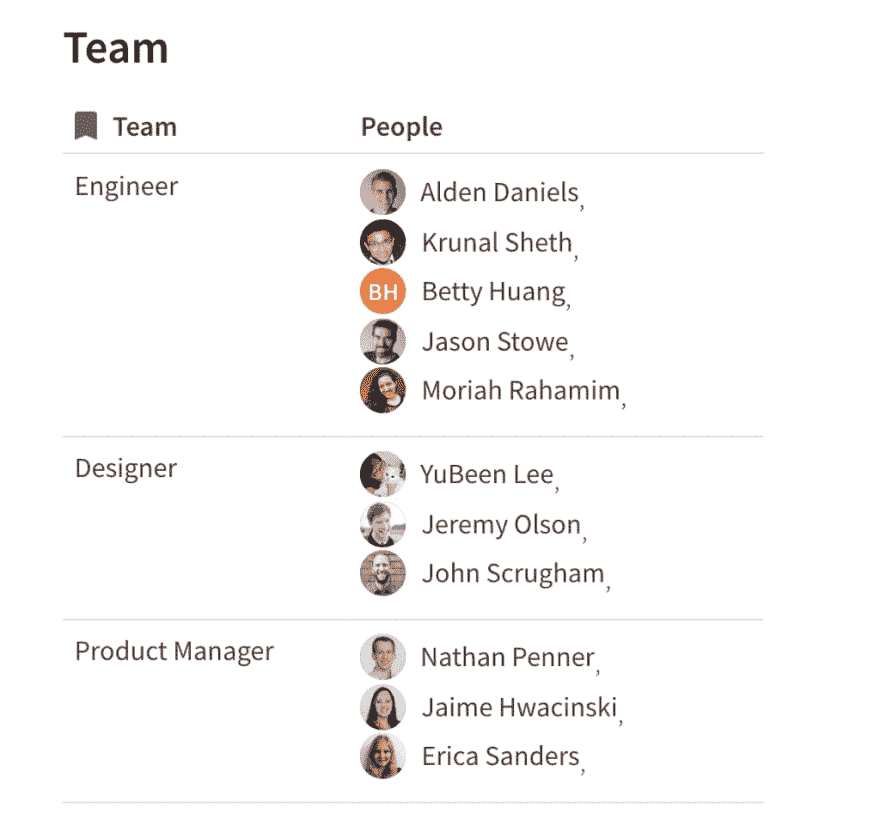 Team
Team People
Engineer Alden Daniels,
Krunal Sheth,
BH Betty Huang,
Jason Stowe,
Moriah Rahamim,
Designer YuBeen Lee,
Jeremy Olson,
John Scrugham,
Product Manager Nathan Penner,
Jaime Hwacinski,
Erica Sanders,